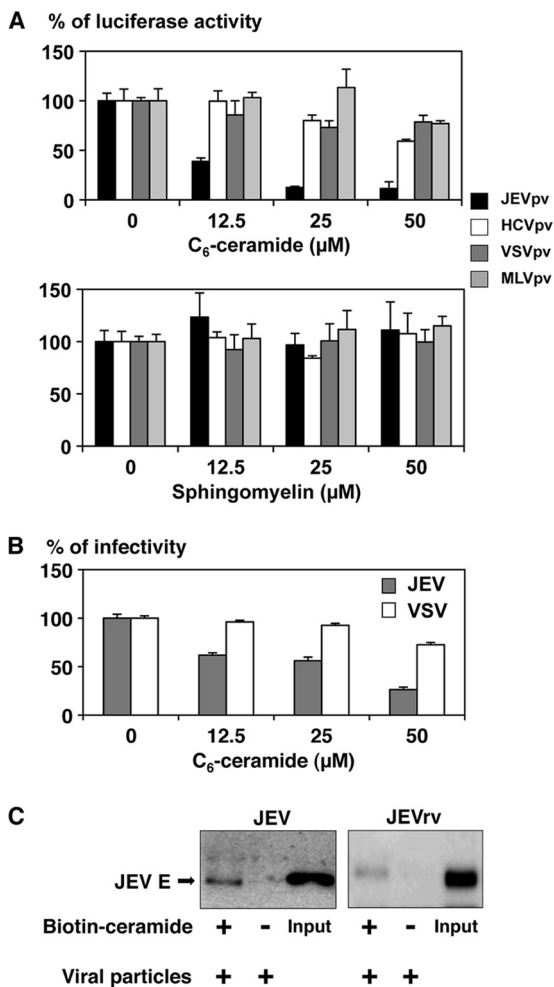 A % of luciferase activity
150
100
50
0
0 12.5 25 50
C6-ceramide (µM)
JEVpv
HCVpv
VSVpv
MLVpv
150
100
50
0
0 12.5 25 50
Sphingomyelin (µM)
B % of infectivity
150
100
50
0
JEV
VSV
0 12.5 25 50
C6-ceramide (µM)
C
JEV JEVrv
JEV E
Biotin-ceramide + - Input + - Input
Viral particles + + + +